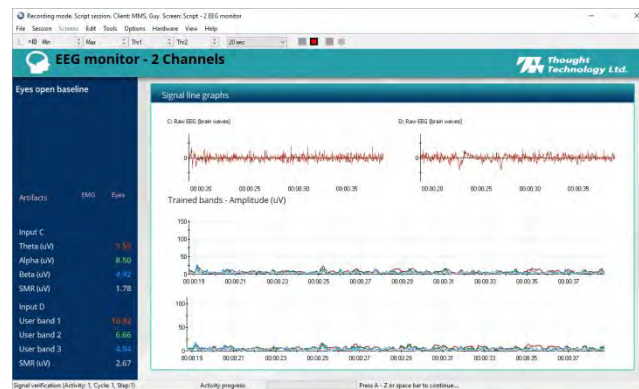 Recording mode. Script session. Client: MMS, Guy. Screen: Script - 2 EEG monitor
File Session Screens Edit Tools Options Hardware View Help
Min Max Thr1 Thr2 20 sec
EEG monitor - 2 Channels
Thought
Technology Ltd.
Eyes open baseline
Signal line graphs
C: Raw EEG [brain waves]
D: Raw EEG [brain waves]
0
0
00:00:20 00:00:25 00:00:30 00:00:35
00:00:20 00:00:25 00:00:30 00:00:35
Trained bands - Amplitude (uV)
Artifacts EMG Eyes
150
100
50
0
00:00:19 00:00:21 00:00:23 00:00:25 00:00:27 00:00:29 00:00:31 00:00:33 00:00:35 00:00:37
Input C
Theta (uV)
Alpha (uV) 8.50
Beta (uV) 4.92
SMR (uV) 1.78
100
50
0
00:00:19 00:00:21 00:00:23 00:00:25 00:00:27 00:00:29 00:00:31 00:00:33 00:00:35 00:00:37
Input D
User band 1 10.92
User band 2 6.66
User band 3 4.94
SMR (uV) 2.67
Signal verification (Activity: 1, Cycle: 1, Step:1) Activity progress: Press A - Z or space bar to continue...